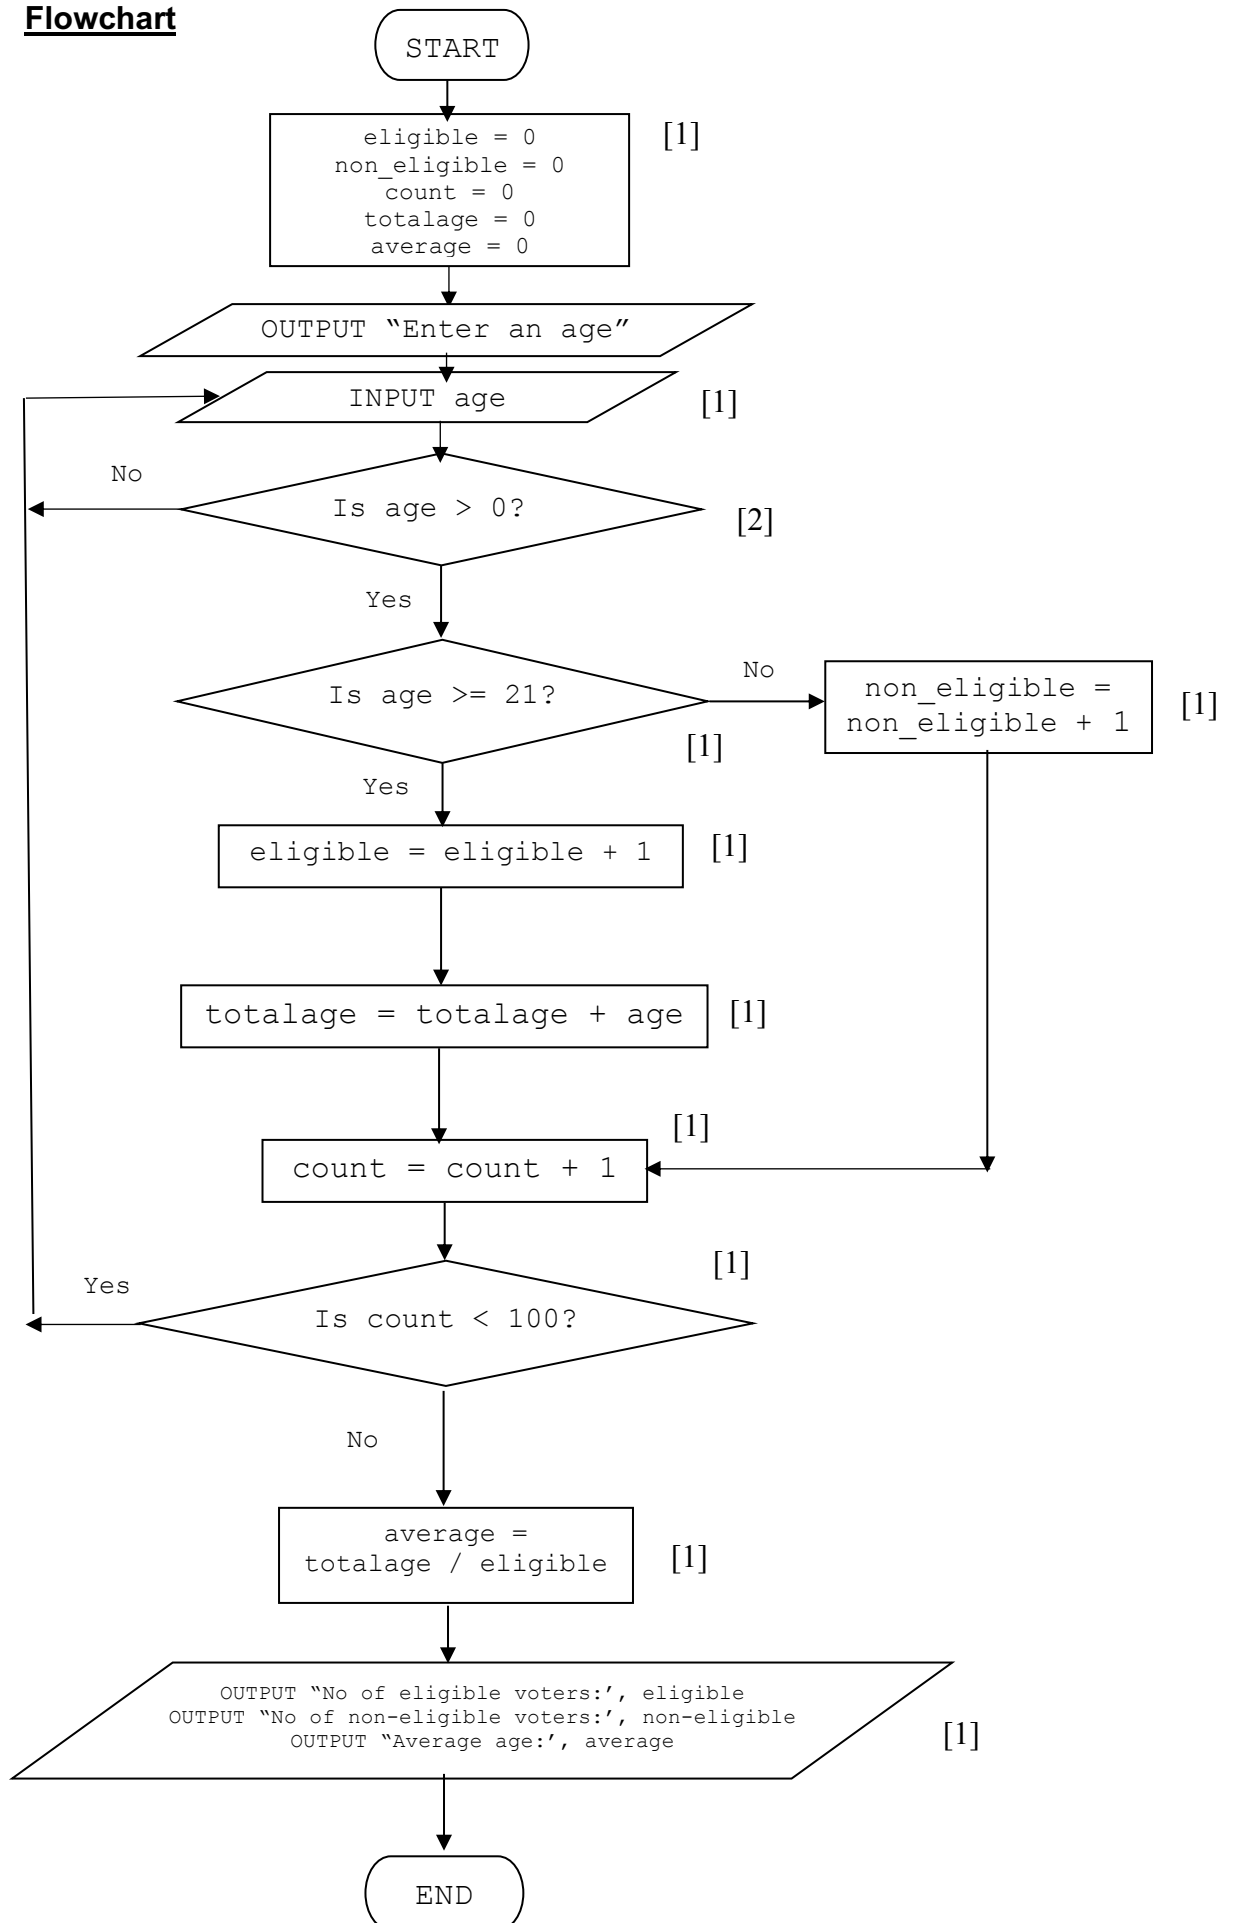 Flowchart
START
eligible = 0
non_eligible = 0
count = 0
totalage = 0
average = 0
[1]
OUTPUT “Enter an age”
INPUT age
[1]
No
Is age > 0?
[2]
Yes
Is age >= 21?
[1]
No
non_eligible =
non_eligible + 1
[1]
Yes
eligible = eligible + 1
[1]
totalage = totalage + age
[1]
count = count + 1
[1]
Is count < 100?
[1]
Yes
No
average =
totalage / eligible
[1]
OUTPUT “No of eligible voters:’, eligible
OUTPUT “No of non-eligible voters:’, non-eligible
OUTPUT “Average age:’, average
[1]
END